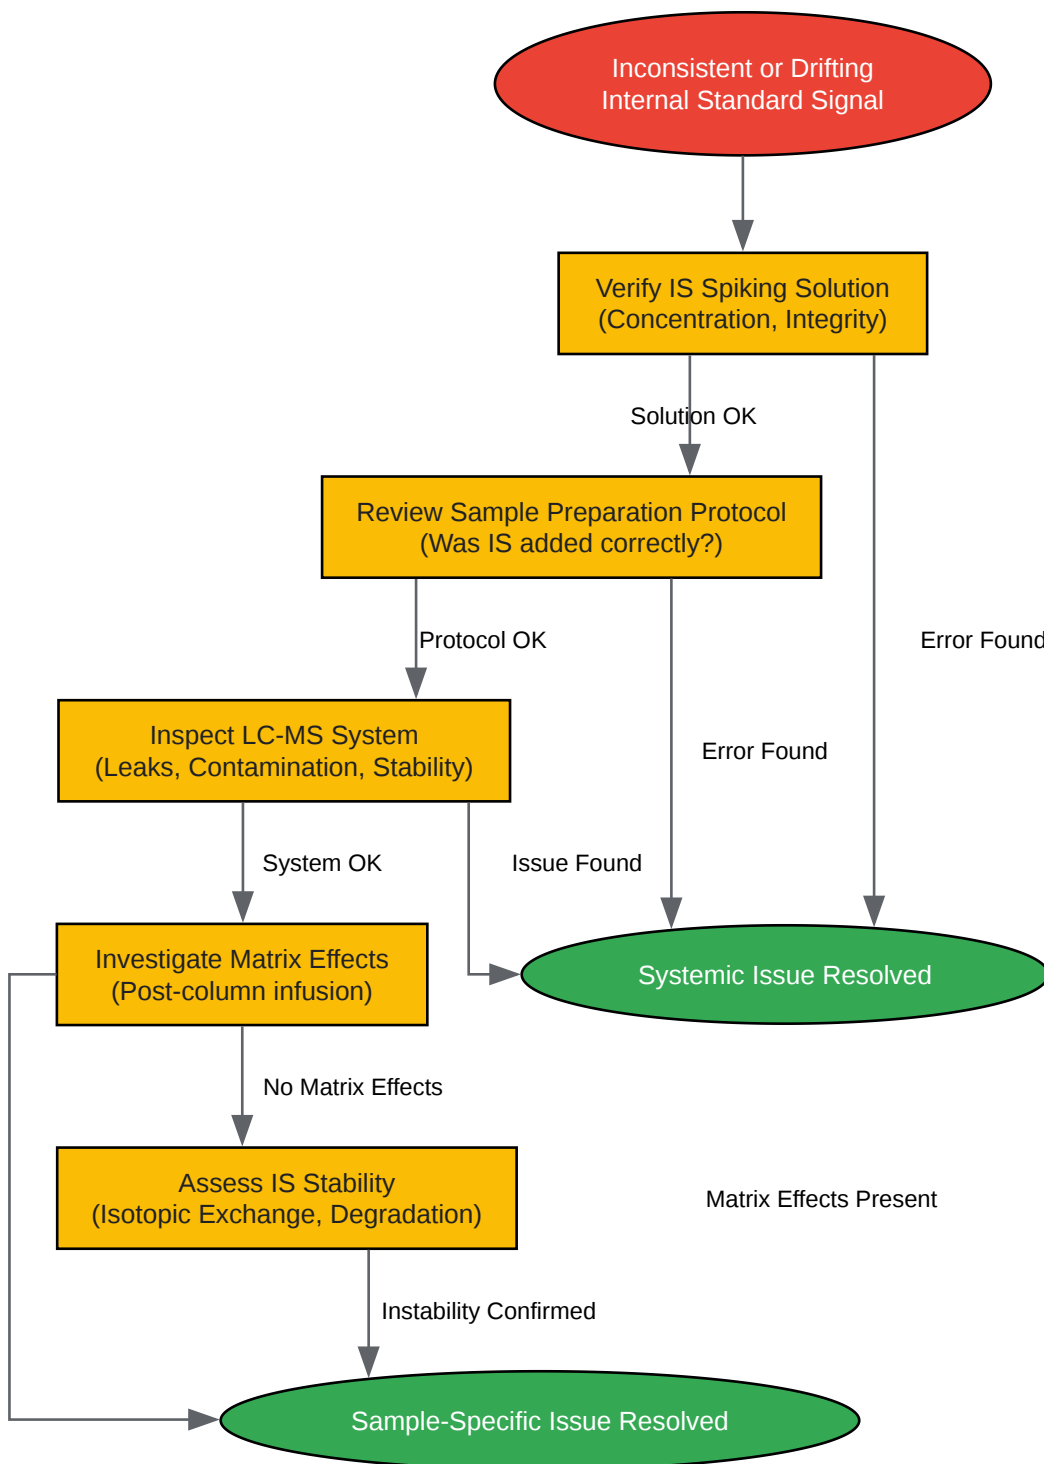 Inconsistent or Drifting
Internal Standard Signal
Verify IS Spiking Solution
(Concentration, Integrity)
Solution OK
Review Sample Preparation Protocol
(Was IS added correctly?)
Protocol OK
Error Found
Inspect LC-MS System
(Leaks, Contamination, Stability)
Error Found
System OK
Issue Found
Investigate Matrix Effects
(Post-column infusion)
Systemic Issue Resolved
No Matrix Effects
Assess IS Stability
(Isotopic Exchange, Degradation)
Matrix Effects Present
Instability Confirmed
Sample-Specific Issue Resolved